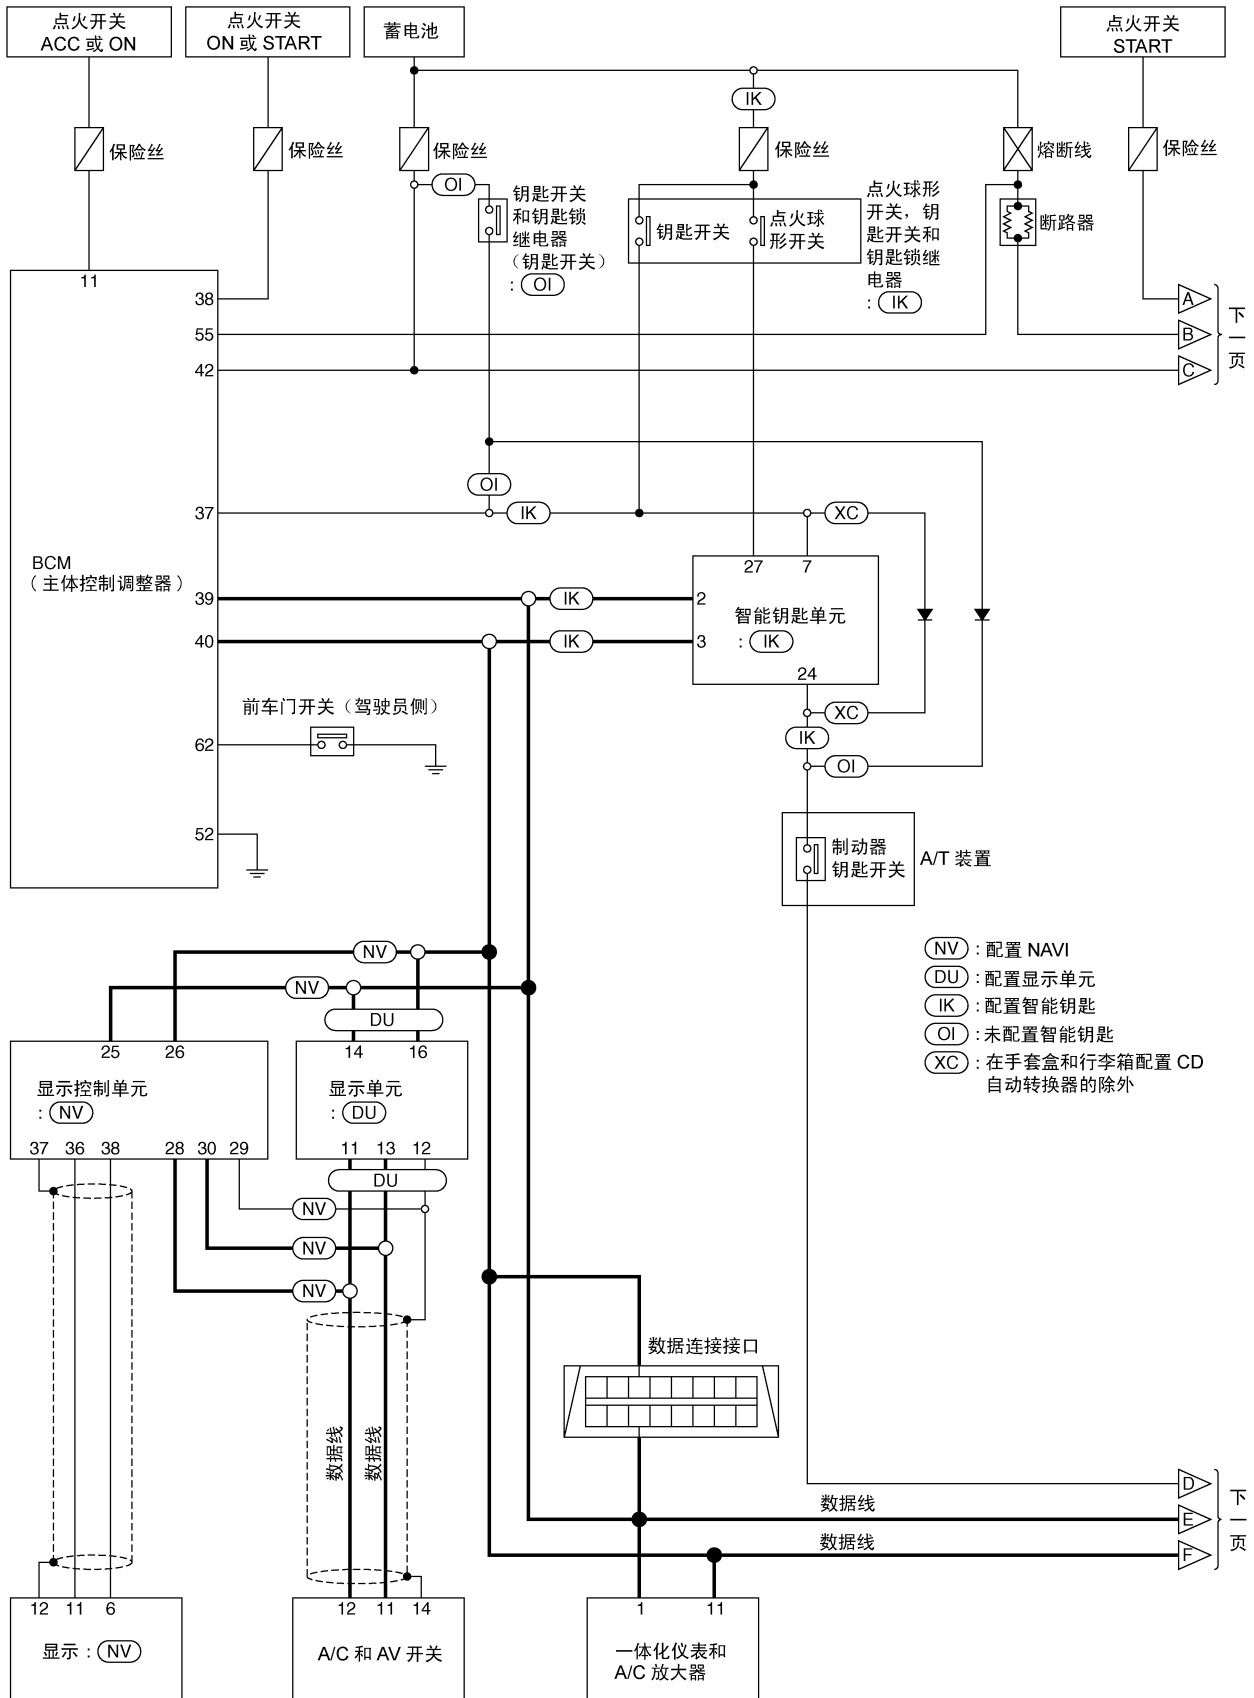 点火开关
ACC 或 ON
点火开关
ON 或 START
蓄电池
点火开关
START
IK
保险丝
保险丝
保险丝
保险丝
熔断线
保险丝
OI
钥匙开关
和钥匙锁
继电器
（钥匙开关）
: OI
钥匙开关
点火球
形开关
点火球形
开关，钥
匙开关和
钥匙锁继
电器
: IK
断路器
11
38
55
42
A
B
C
下一页
OI
37
IK
XC
BCM
（主体控制调整器）
27
7
39
IK
2
智能钥匙单元
: IK
40
IK
3
24
前车门开关（驾驶员侧）
XC
62
IK
OI
52
制动器
钥匙开关
A/T 装置
NV
NV
DU
NV : 配置 NAVI
DU : 配置显示单元
IK : 配置智能钥匙
OI : 未配置智能钥匙
XC : 在手套盒和行李箱配置 CD
自动转换器的除外
25 26
14 16
显示控制单元
: NV
显示单元
: DU
37 36 38 28 30 29
11 13 12
DU
NV
NV
NV
数据连接接口
数据线
数据线
D
数据线
E
数据线
F
下一页
12 11 6
12 11 14
1 11
显示 : NV
A/C 和 AV 开关
一体化仪表和
A/C 放大器